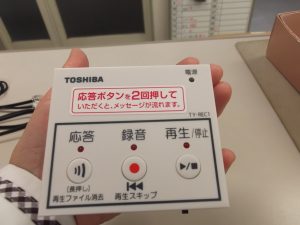 TOSHIBA
電源
応答ボタンを2回押して
いただくと、メッセージが流れます。
TY-REC1
応答 録音 再生/停止
(長押し)
再生ファイル消去 再生スキップ